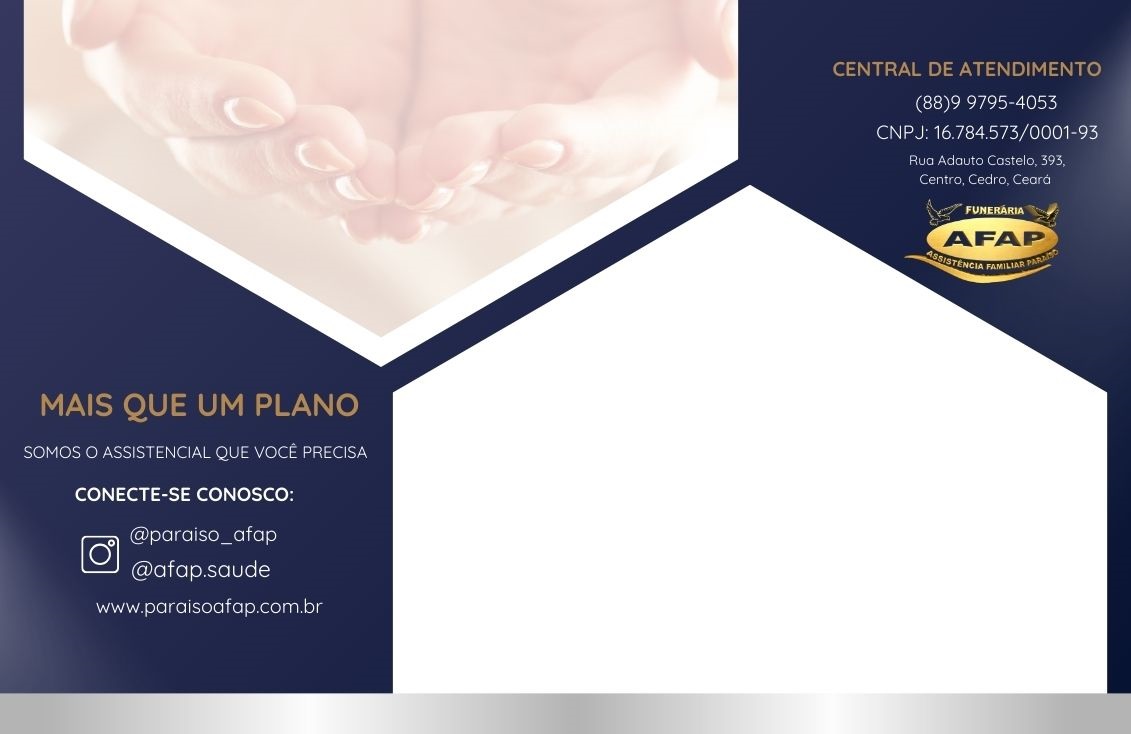 CENTRAL DE ATENDIMENTO
(88)9 9795-4053
CNPJ: 16.784.573/0001-93
Rua Adauto Castelo, 393,
Centro, Cedro, Ceará
FUNERÁRIA
AFAP
ASSISTÊNCIA FAMILIAR PARAÍSO
MAIS QUE UM PLANO
SOMOS O ASSISTENCIAL QUE VOCÊ PRECISA
CONECTE-SE CONOSCO:
@paraiso_afap
@afap.saude
www.paraisoafap.com.br